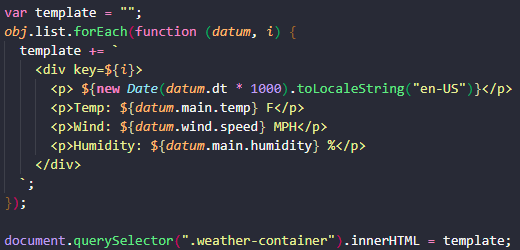 var template = "";
obj.list.forEach(function (datum, i) {
template += `
<div key=${i}>
<p> ${new Date(datum.dt * 1000).toLocaleString("en-US")}</p>
<p>Temp: ${datum.main.temp} F</p>
<p>Wind: ${datum.wind.speed} MPH</p>
<p>Humidity: ${datum.main.humidity} %</p>
</div>
`;
});
document.querySelector(".weather-container").innerHTML = template;